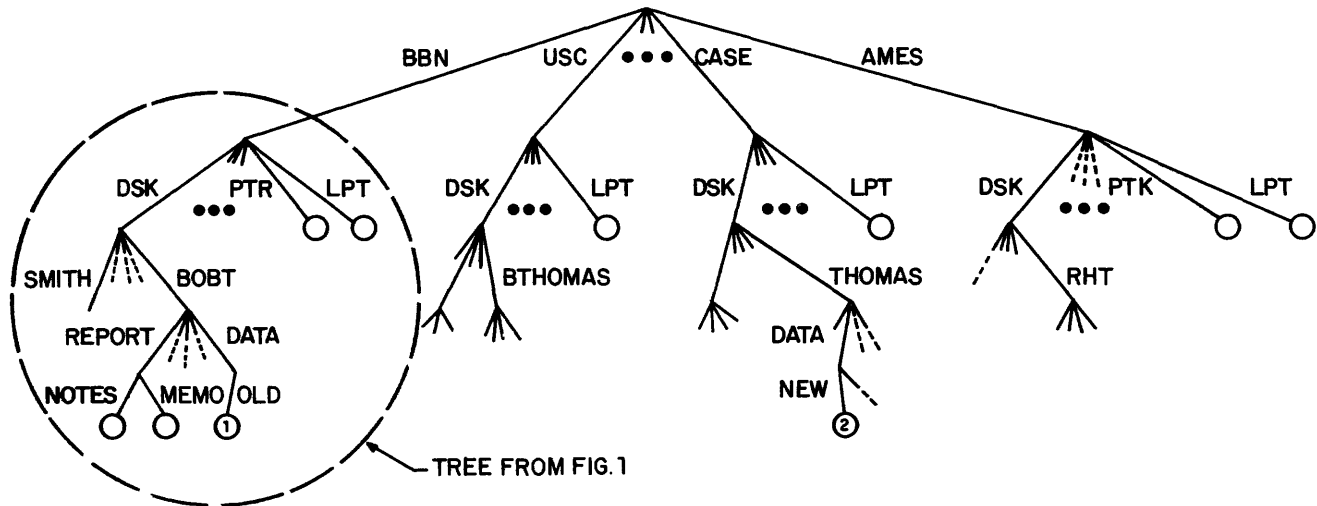 BBN USC CASE AMES
DSK PTR LPT DSK LPT DSK LPT DSK PTK LPT
SMITH BOBT BTHOMAS THOMAS RHT
REPORT DATA DATA
NOTES MEMO OLD NEW
1 2
TREE FROM FIG. 1